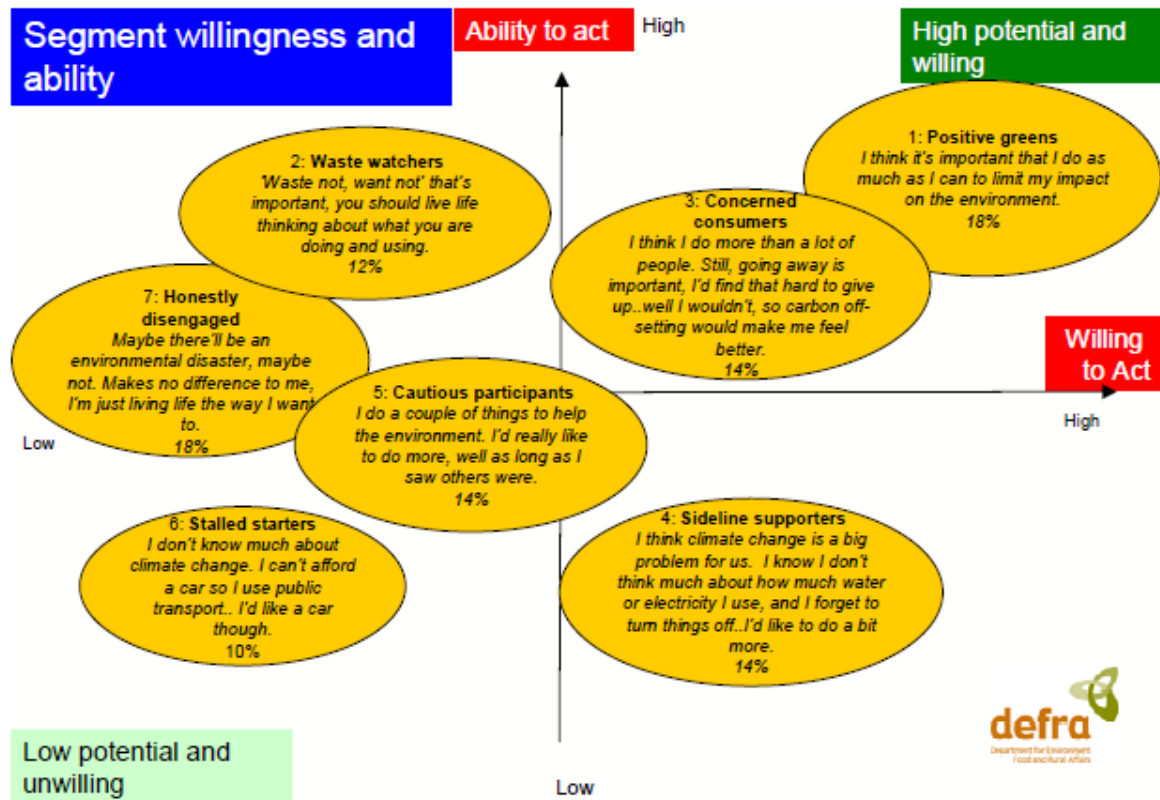 Segment willingness and
ability
Ability to act
High
High potential and
willing
1: Positive greens
I think it's important that I do as
much as I can to limit my impact
on the environment.
18%
2: Waste watchers
'Waste not, want not' that's
important, you should live life
thinking about what you are
doing and using.
12%
3: Concerned
consumers
I think I do more than a lot of
people. Still, going away is
important, I'd find that hard to give
up..well I wouldn't, so carbon off-
setting would make me feel
better.
14%
7: Honestly
disengaged
Maybe there'll be an
environmental disaster, maybe
not. Makes no difference to me,
I'm just living life the way I want
to.
18%
Willing
to Act
High
Low
5: Cautious participants
I do a couple of things to help
the environment. I'd really like
to do more, well as long as I
saw others were.
14%
6: Stalled starters
I don't know much about
climate change. I can't afford
a car so I use public
transport.. I'd like a car
though.
10%
4: Sideline supporters
I think climate change is a big
problem for us. I know I don't
think much about how much water
or electricity I use, and I forget to
turn things off..I'd like to do a bit
more.
14%
defra
Department for Environment
Food and Rural Affairs
Low potential and
unwilling
Low